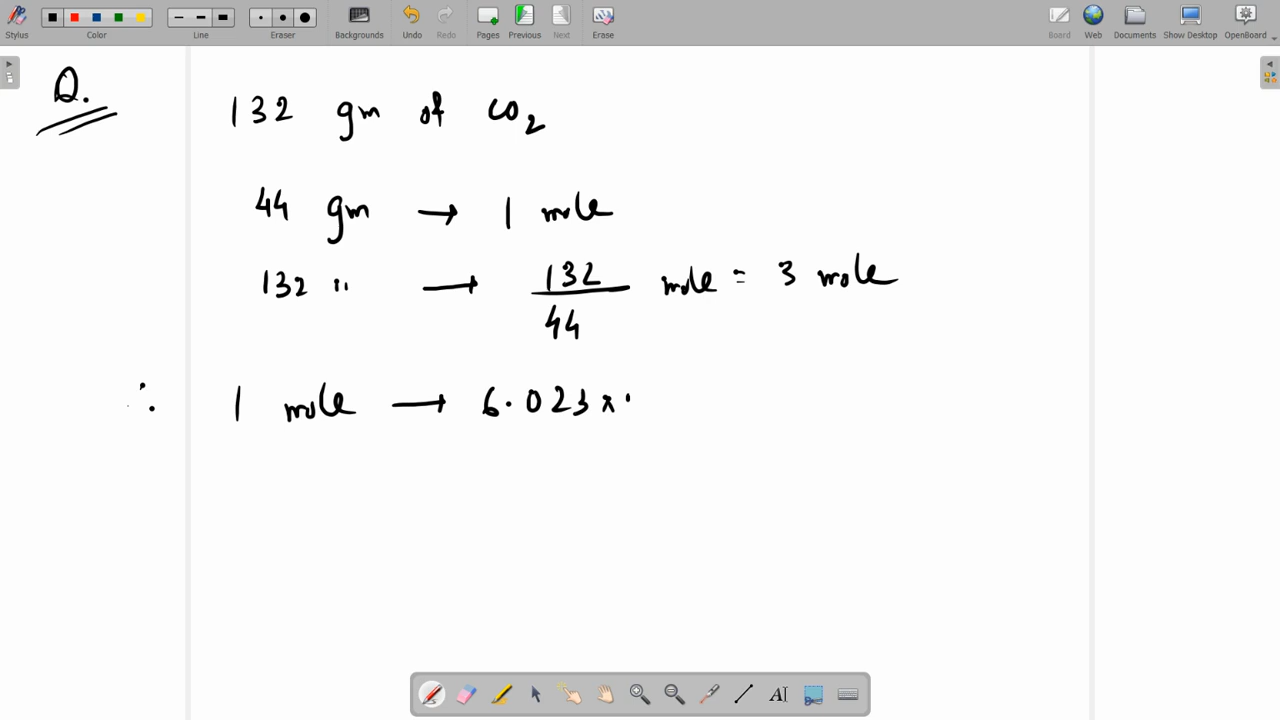 Stylus
Color
Line
Eraser
Backgrounds
Undo
Redo
Pages
Previous
Next
Erase
Board
Web
Documents
Show Desktop
OpenBoard
Q.
132 gm of CO₂
44 gm → 1 mole
132 " → 132/44 mole = 3 mole
∴ 1 mole → 6.023 ×